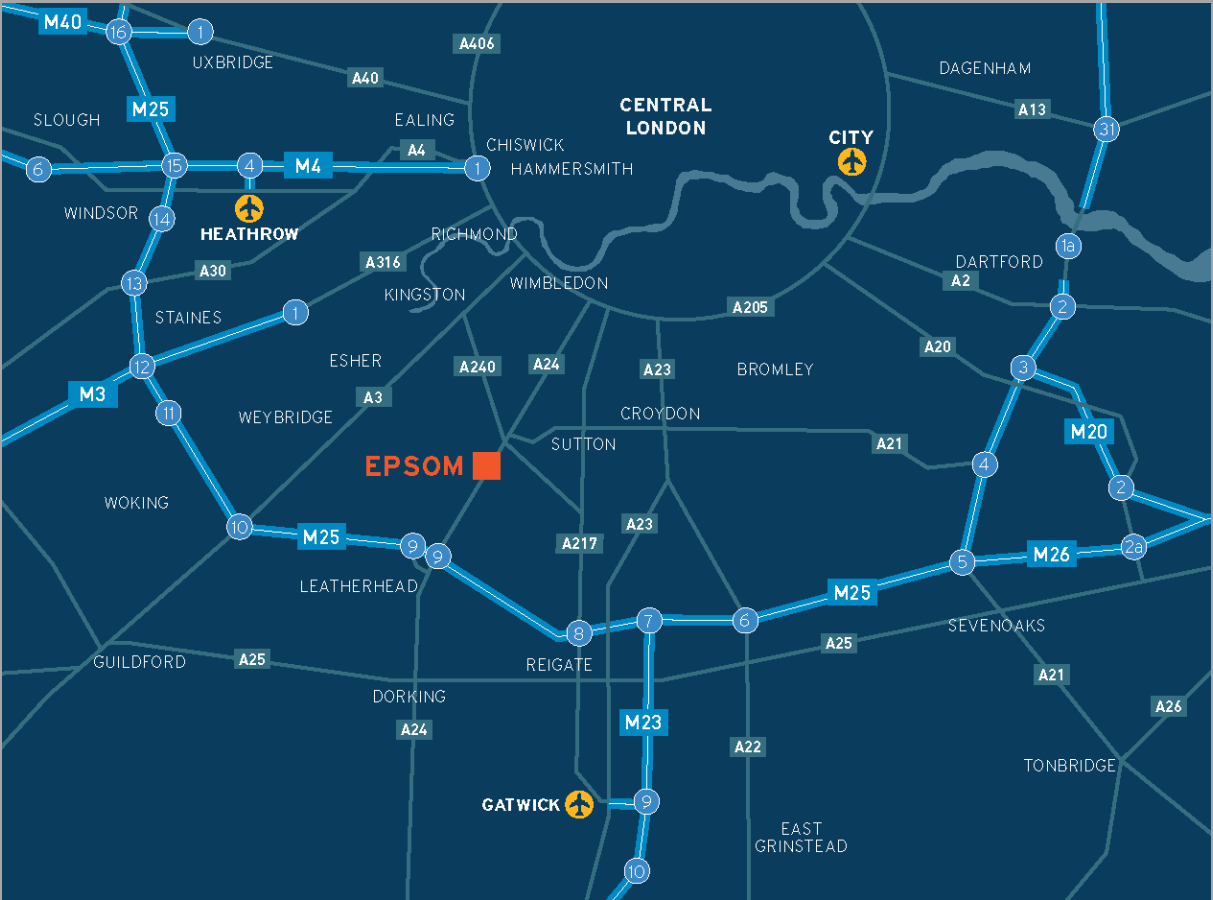 M40
16
1
UXBRIDGE
A406
A40
DAGENHAM
A13
CENTRAL
LONDON
M25
SLOUGH
EALING
CITY
31
CHISWICK
A4
6
15
4
M4
1
HAMMERSMITH
WINDSOR
14
HEATHROW
RICHMOND
1a
A316
A30
DARTFORD
13
WIMBLEDON
A2
KINGSTON
A205
2
STAINES
1
A20
ESHER
12
A240
A24
A23
BROMLEY
3
M3
A3
11
WEYBRIDGE
CROYDON
M20
SUTTON
A21
EPSOM
4
2
WOKING
10
M25
A23
9
9
A217
2a
M26
5
LEATHERHEAD
M25
7
6
8
SEVENOAKS
A25
GUILDFORD
A25
REIGATE
A21
DORKING
A24
M23
A22
A26
TONBRIDGE
GATWICK
9
EAST
GRINSTEAD
10